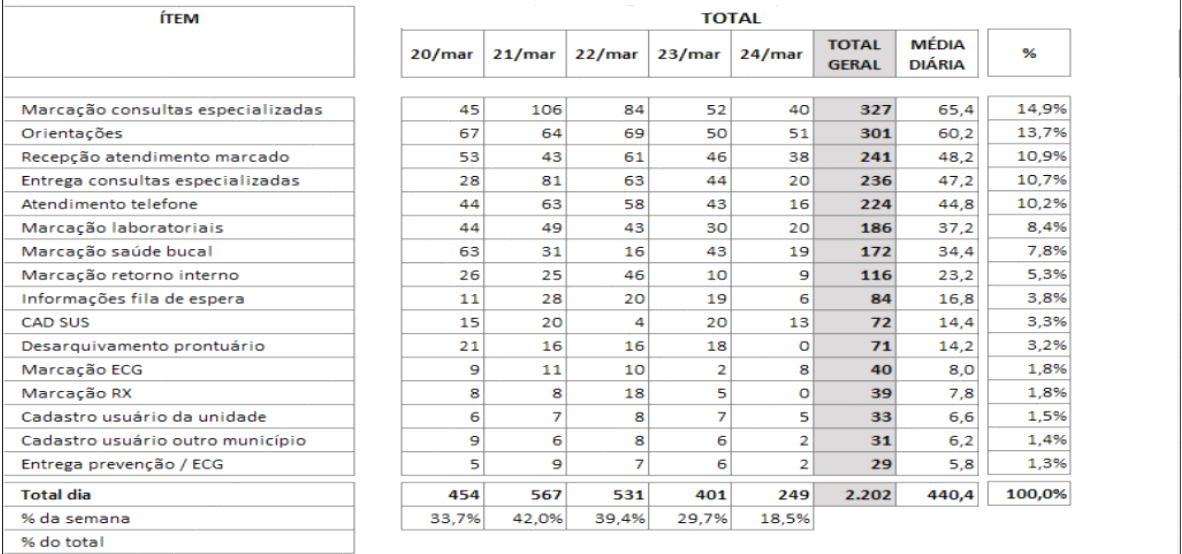 ÍTEM TOTAL
20/mar 21/mar 22/mar 23/mar 24/mar TOTAL GERAL MÉDIA DIÁRIA %
Marcação consultas especializadas 45 106 84 52 40 327 65,4 14,9%
Orientações 67 64 69 50 51 301 60,2 13,7%
Recepção atendimento marcado 53 43 61 46 38 241 48,2 10,9%
Entrega consultas especializadas 28 81 63 44 20 236 47,2 10,7%
Atendimento telefone 44 63 58 43 16 224 44,8 10,2%
Marcação laboratoriais 44 49 43 30 20 186 37,2 8,4%
Marcação saúde bucal 63 31 16 43 19 172 34,4 7,8%
Marcação retorno interno 26 25 46 10 9 116 23,2 5,3%
Informações fila de espera 11 28 20 19 6 84 16,8 3,8%
CAD SUS 15 20 4 20 13 72 14,4 3,3%
Desarquivamento prontuário 21 16 16 18 0 71 14,2 3,2%
Marcação ECG 9 11 10 2 8 40 8,0 1,8%
Marcação RX 8 8 18 5 0 39 7,8 1,8%
Cadastro usuário da unidade 6 7 8 7 5 33 6,6 1,5%
Cadastro usuário outro município 9 6 8 6 2 31 6,2 1,4%
Entrega prevenção / ECG 5 9 7 6 2 29 5,8 1,3%
Total dia 454 567 531 401 249 2.202 440,4 100,0%
% da semana 33,7% 42,0% 39,4% 29,7% 18,5%
% do total